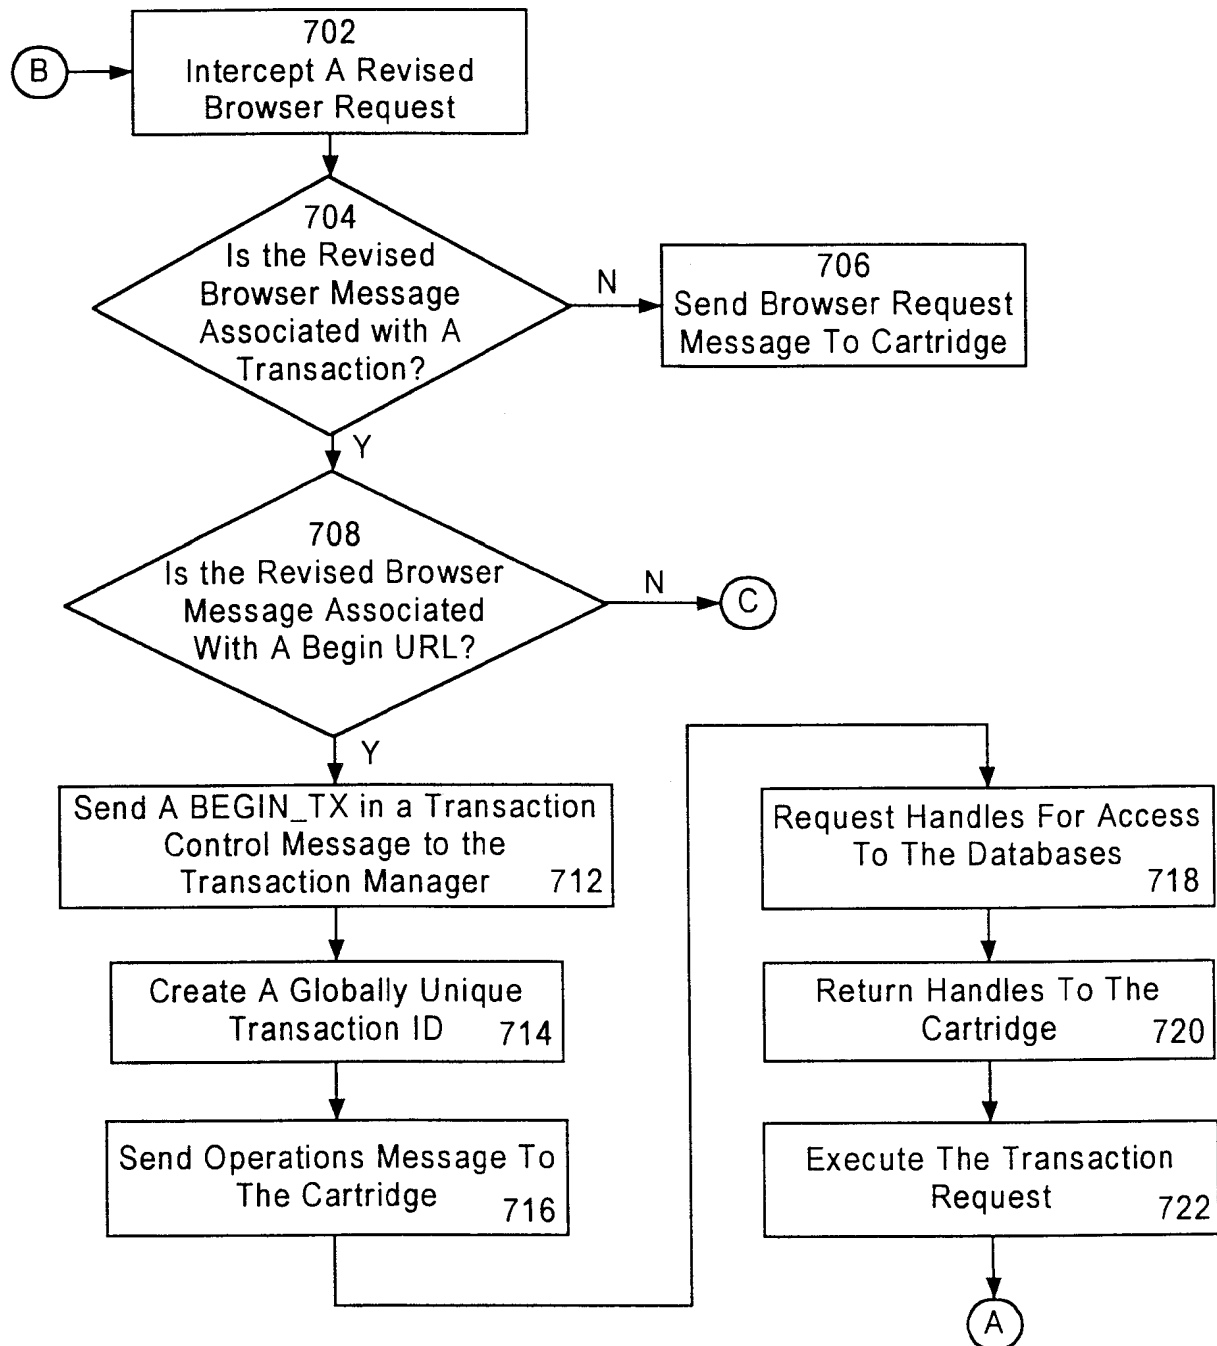 B
702
Intercept A Revised
Browser Request
704
Is the Revised
Browser Message
Associated with A
Transaction?
N
706
Send Browser Request
Message To Cartridge
Y
708
Is the Revised Browser
Message Associated
With A Begin URL?
N
C
Y
Send A BEGIN_TX in a Transaction
Control Message to the
Transaction Manager
712
Create A Globally Unique
Transaction ID
714
Send Operations Message To
The Cartridge
716
Request Handles For Access
To The Databases
718
Return Handles To The
Cartridge
720
Execute The Transaction
Request
722
A